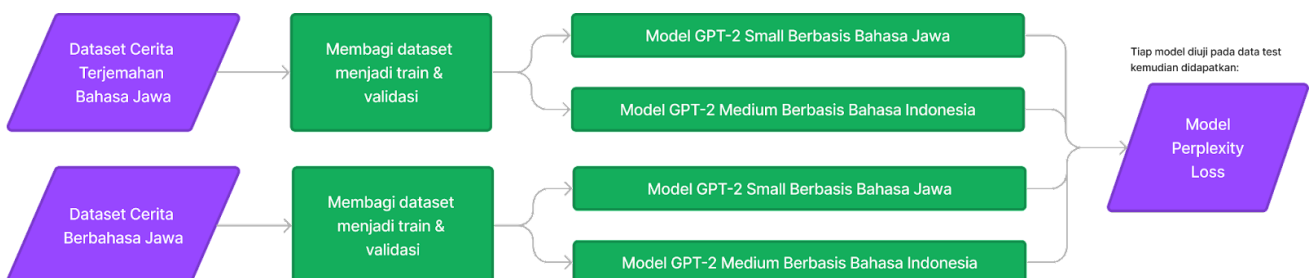 Dataset Cerita
Terjemahan
Bahasa Jawa
Membagi dataset
menjadi train &
validasi
Model GPT-2 Small Berbasis Bahasa Jawa
Model GPT-2 Medium Berbasis Bahasa Indonesia
Dataset Cerita
Berbahasa Jawa
Membagi dataset
menjadi train &
validasi
Model GPT-2 Small Berbasis Bahasa Jawa
Model GPT-2 Medium Berbasis Bahasa Indonesia
Tiap model diuji pada data test
kemudian didapatkan:
Model
Perplexity
Loss